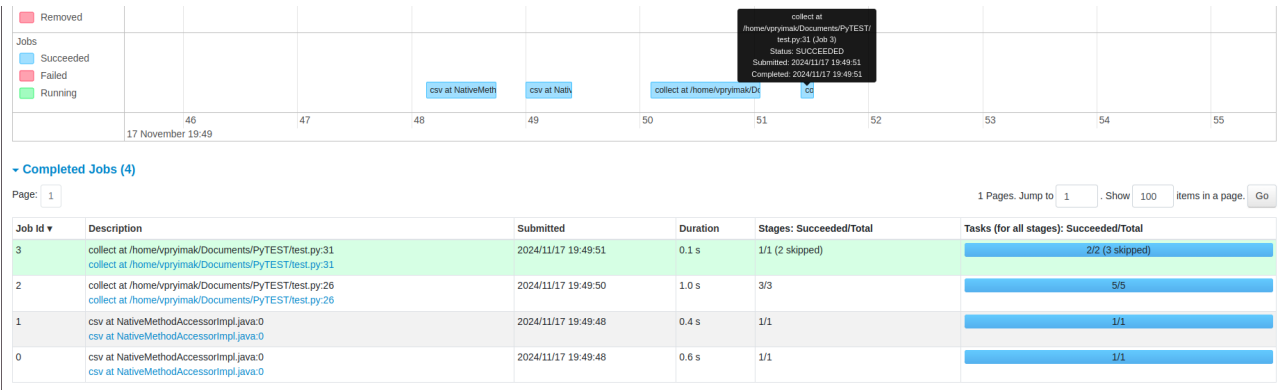 Removed
collect at
/home/vpryimak/Documents/PyTEST/
test.py:31 (Job 3)
Status: SUCCEEDED
Submitted: 2024/11/17 19:49:51
Completed: 2024/11/17 19:49:51
Jobs
Succeeded
Failed
Running
csv at NativeMeth
csv at Nativ
collect at /home/vpryimak/Do
co
46 47 48 49 50 51 52 53 54 55
17 November 19:49
Completed Jobs (4)
Page: 1
1 Pages. Jump to 1 . Show 100 items in a page. Go
Job Id ▾ Description Submitted Duration Stages: Succeeded/Total Tasks (for all stages): Succeeded/Total
3 collect at /home/vpryimak/Documents/PyTEST/test.py:31 2024/11/17 19:49:51 0.1 s 1/1 (2 skipped) 2/2 (3 skipped)
collect at /home/vpryimak/Documents/PyTEST/test.py:31
2 collect at /home/vpryimak/Documents/PyTEST/test.py:26 2024/11/17 19:49:50 1.0 s 3/3 5/5
collect at /home/vpryimak/Documents/PyTEST/test.py:26
1 csv at NativeMethodAccessorImpl.java:0 2024/11/17 19:49:48 0.4 s 1/1 1/1
csv at NativeMethodAccessorImpl.java:0
0 csv at NativeMethodAccessorImpl.java:0 2024/11/17 19:49:48 0.6 s 1/1 1/1
csv at NativeMethodAccessorImpl.java:0